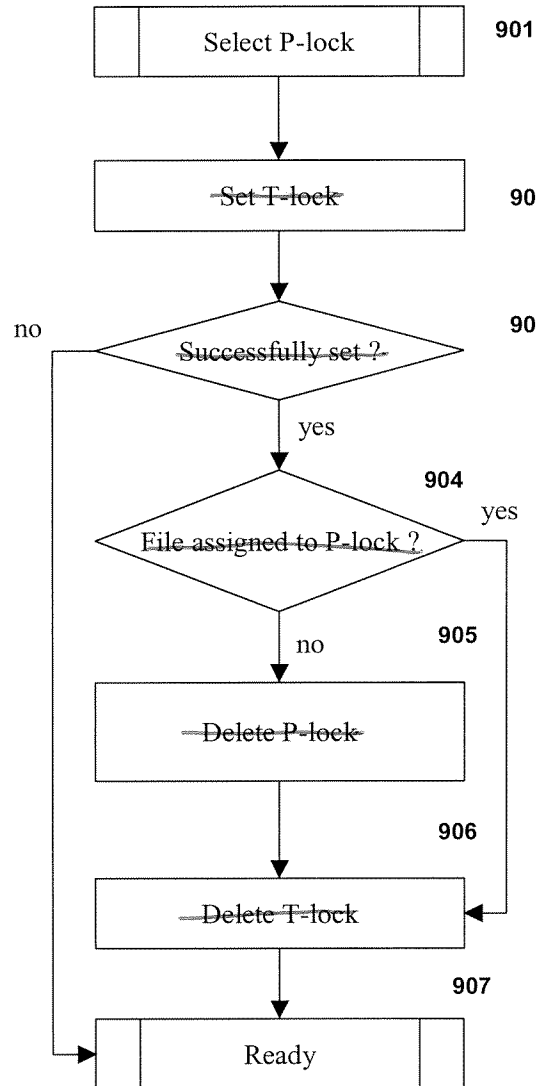 Select P-lock
901
Set T-lock
90
Successfully set ?
90
no
yes
904
File assigned to P-lock ?
yes
905
no
Delete P-lock
906
Delete T-lock
907
Ready